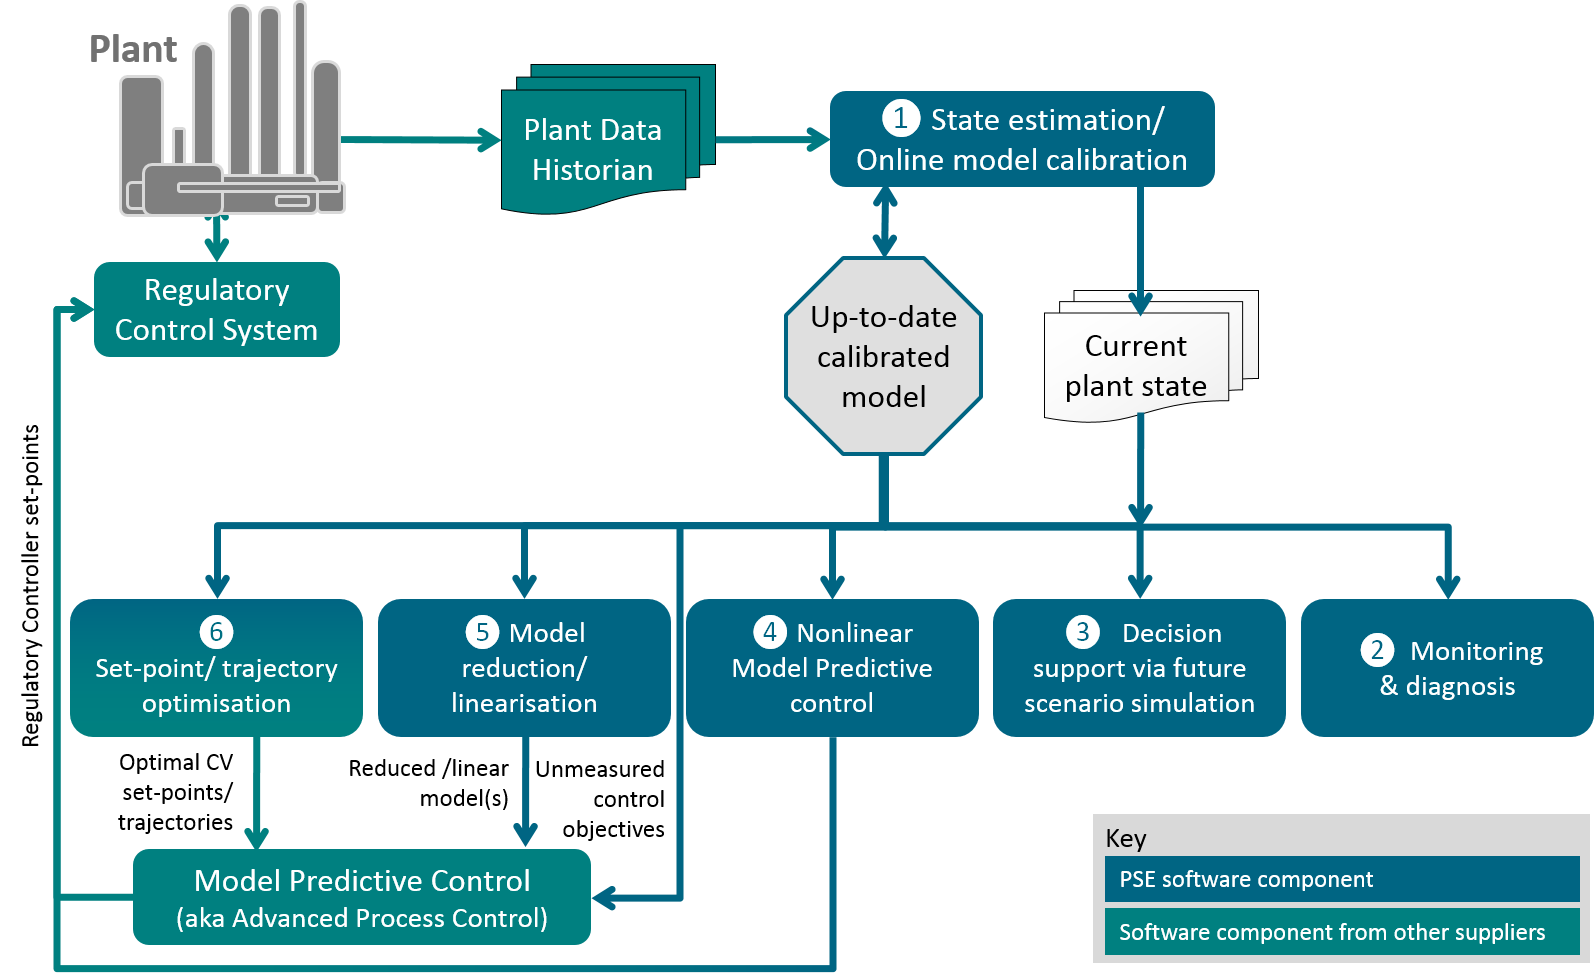 Plant
Plant Data
Historian
1 State estimation/
Online model calibration
Regulatory
Control System
Up-to-date
calibrated
model
Current
plant state
Regulatory Controller set-points
6
Set-point/ trajectory
optimisation
5 Model
reduction/
linearisation
4 Nonlinear
Model Predictive
control
3 Decision
support via future
scenario simulation
2 Monitoring
& diagnosis
Optimal CV
set-points/
trajectories
Reduced /linear
model(s)
Unmeasured
control
objectives
Model Predictive Control
(aka Advanced Process Control)
Key
PSE software component
Software component from other suppliers